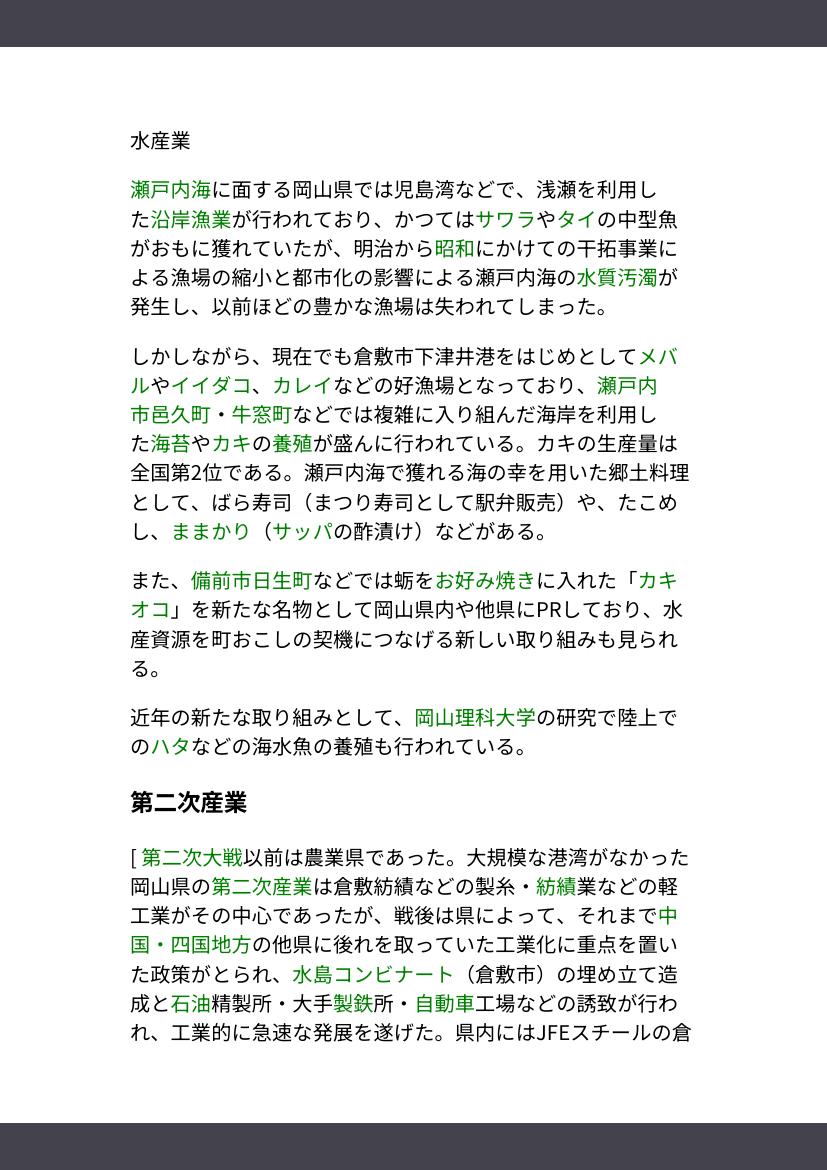 水産業
瀬戸内海に面する岡山県では児島湾などで、浅瀬を利用し
た沿岸漁業が行われており、かつてはサワラやタイの中型魚
がおもに獲れていたが、明治から昭和にかけての干拓事業に
よる漁場の縮小と都市化の影響による瀬戸内海の水質汚濁が
発生し、以前ほどの豊かな漁場は失われてしまった。
しかしながら、現在でも倉敷市下津井港をはじめとしてメバ
ルやイイダコ、カレイなどの好漁場となっており、瀬戸内
市邑久町・牛窓町などでは複雑に入り組んだ海岸を利用し
た海苔やカキの養殖が盛んに行われている。カキの生産量は
全国第2位である。瀬戸内海で獲れる海の幸を用いた郷土料理
として、ばら寿司（まつり寿司として駅弁販売）や、たこめ
し、ままかり（サッパの酢漬け）などがある。
また、備前市日生町などでは蛎をお好み焼きに入れた「カキ
オコ」を新たな名物として岡山県内や他県にPRしており、水
産資源を町おこしの契機につなげる新しい取り組みも見られ
る。
近年の新たな取り組みとして、岡山理科大学の研究で陸上で
のハタなどの海水魚の養殖も行われている。
第二次産業
[ 第二次大戦以前は農業県であった。大規模な港湾がなかった
岡山県の第二次産業は倉敷紡績などの製糸・紡績業などの軽
工業がその中心であったが、戦後は県によって、それまで中
国・四国地方の他県に後れを取っていた工業化に重点を置い
た政策がとられ、水島コンビナート（倉敷市）の埋め立て造
成と石油精製所・大手製鉄所・自動車工場などの誘致が行わ
れ、工業的に急速な発展を遂げた。県内にはJFEスチールの倉